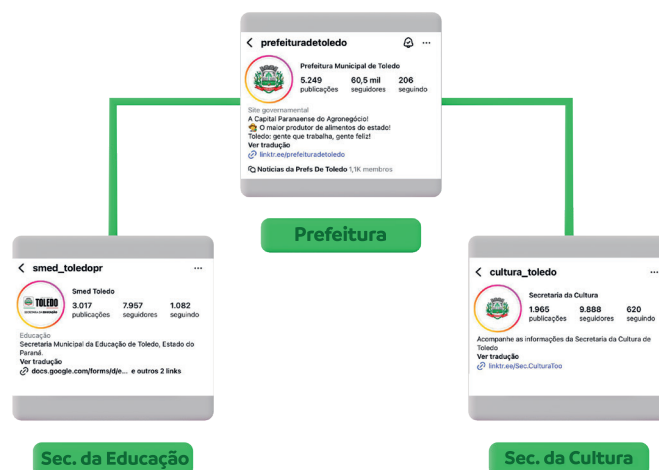 prefeituradetoledo
Prefeitura Municipal de Toledo
5.249 60,5 mil 206
publicações seguidores seguindo
Site governamental
A Capital Paranaense do Agronegócio!
O maior produtor de alimentos do estado!
Toledo: gente que trabalha, gente feliz!
Ver tradução
linktr.ee/prefeituradetoledo
Notícias da Prefs De Toledo 1,1K membros
Prefeitura
smed_toledopr
Smed Toledo
3.017 7.957 1.082
publicações seguidores seguindo
TOLEDO
SECRETARIA DA EDUCAÇÃO
Educação
Secretaria Municipal da Educação de Toledo, Estado do
Paraná.
Ver tradução
docs.google.com/forms/d/e... e outros 2 links
Sec. da Educação
cultura_toledo
Secretaria da Cultura
1.965 9.888 620
publicações seguidores seguindo
Acompanhe as informações da Secretaria da Cultura de
Toledo
Ver tradução
linktr.ee/Sec.CulturaToo
Sec. da Cultura